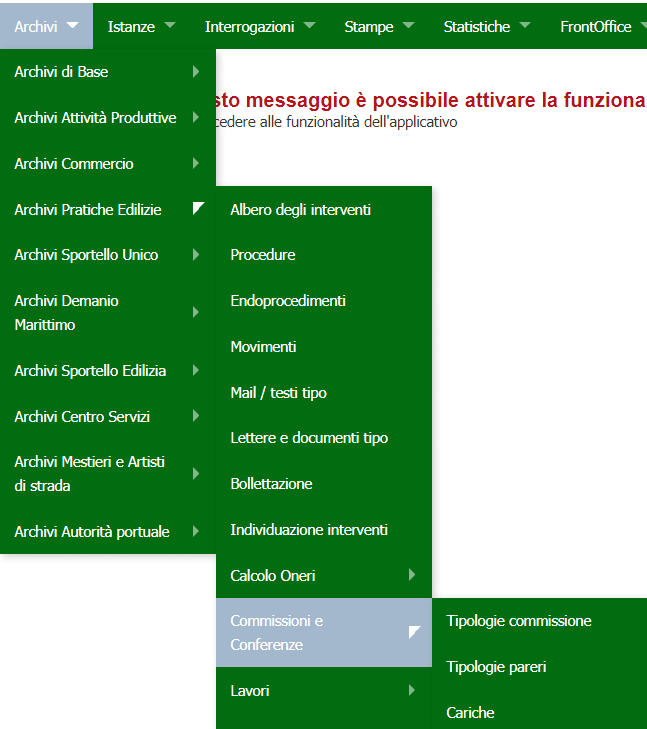 Archivi Istanze Interrogazioni Stampe Statistiche FrontOffice
Archivi di Base
Archivi Attività Produttive
Archivi Commercio
Archivi Pratiche Edilizie
Archivi Sportello Unico
Archivi Demanio
Marittimo
Archivi Sportello Edilizia
Archivi Centro Servizi
Archivi Mestieri e Artisti
di strada
Archivi Autorità portuale
sto messaggio è possibile attivare la funziona
cedere alle funzionalità dell'applicativo
Albero degli interventi
Procedure
Endoprocedimenti
Movimenti
Mail / testi tipo
Lettere e documenti tipo
Bollettazione
Individuazione interventi
Calcolo Oneri
Commissioni e
Conferenze
Lavori
Tipologie commissione
Tipologie pareri
Cariche